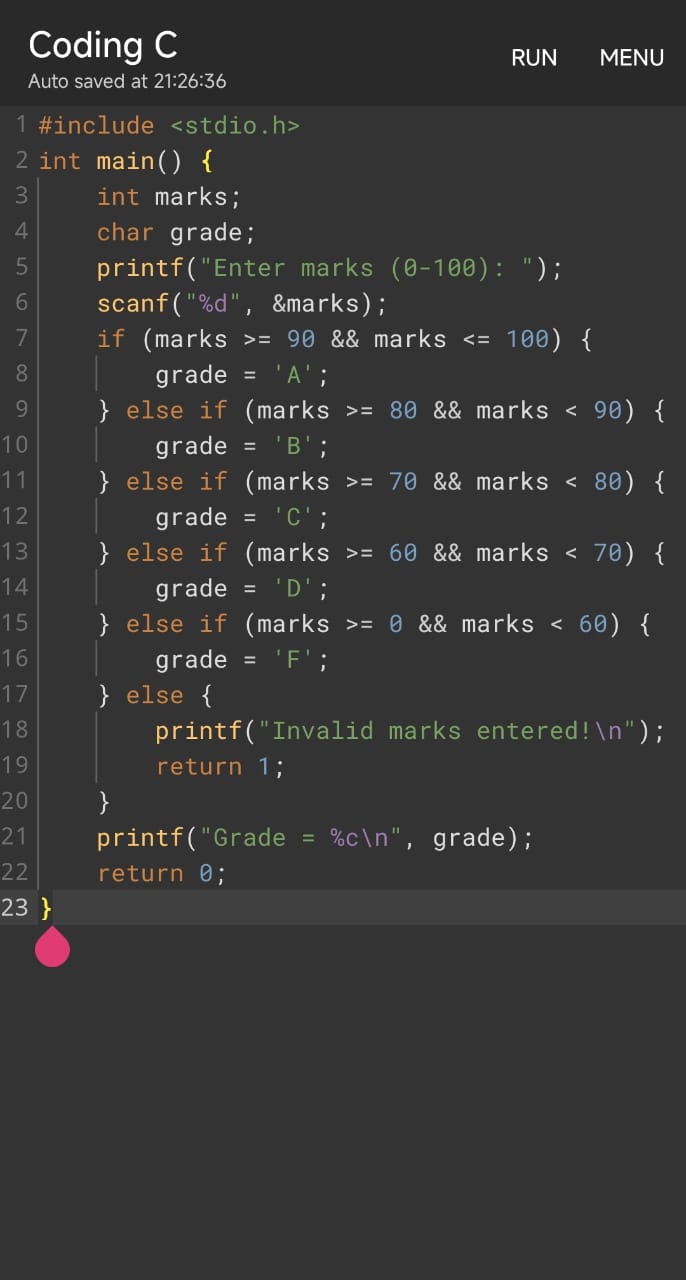 Coding C
RUN MENU
Auto saved at 21:26:36
1 #include <stdio.h>
2 int main() {
3     int marks;
4     char grade;
5     printf("Enter marks (0-100): ");
6     scanf("%d", &marks);
7     if (marks >= 90 && marks <= 100) {
8         grade = 'A';
9     } else if (marks >= 80 && marks < 90) {
10         grade = 'B';
11     } else if (marks >= 70 && marks < 80) {
12         grade = 'C';
13     } else if (marks >= 60 && marks < 70) {
14         grade = 'D';
15     } else if (marks >= 0 && marks < 60) {
16         grade = 'F';
17     } else {
18         printf("Invalid marks entered!\n");
19         return 1;
20     }
21     printf("Grade = %c\n", grade);
22     return 0;
23 }